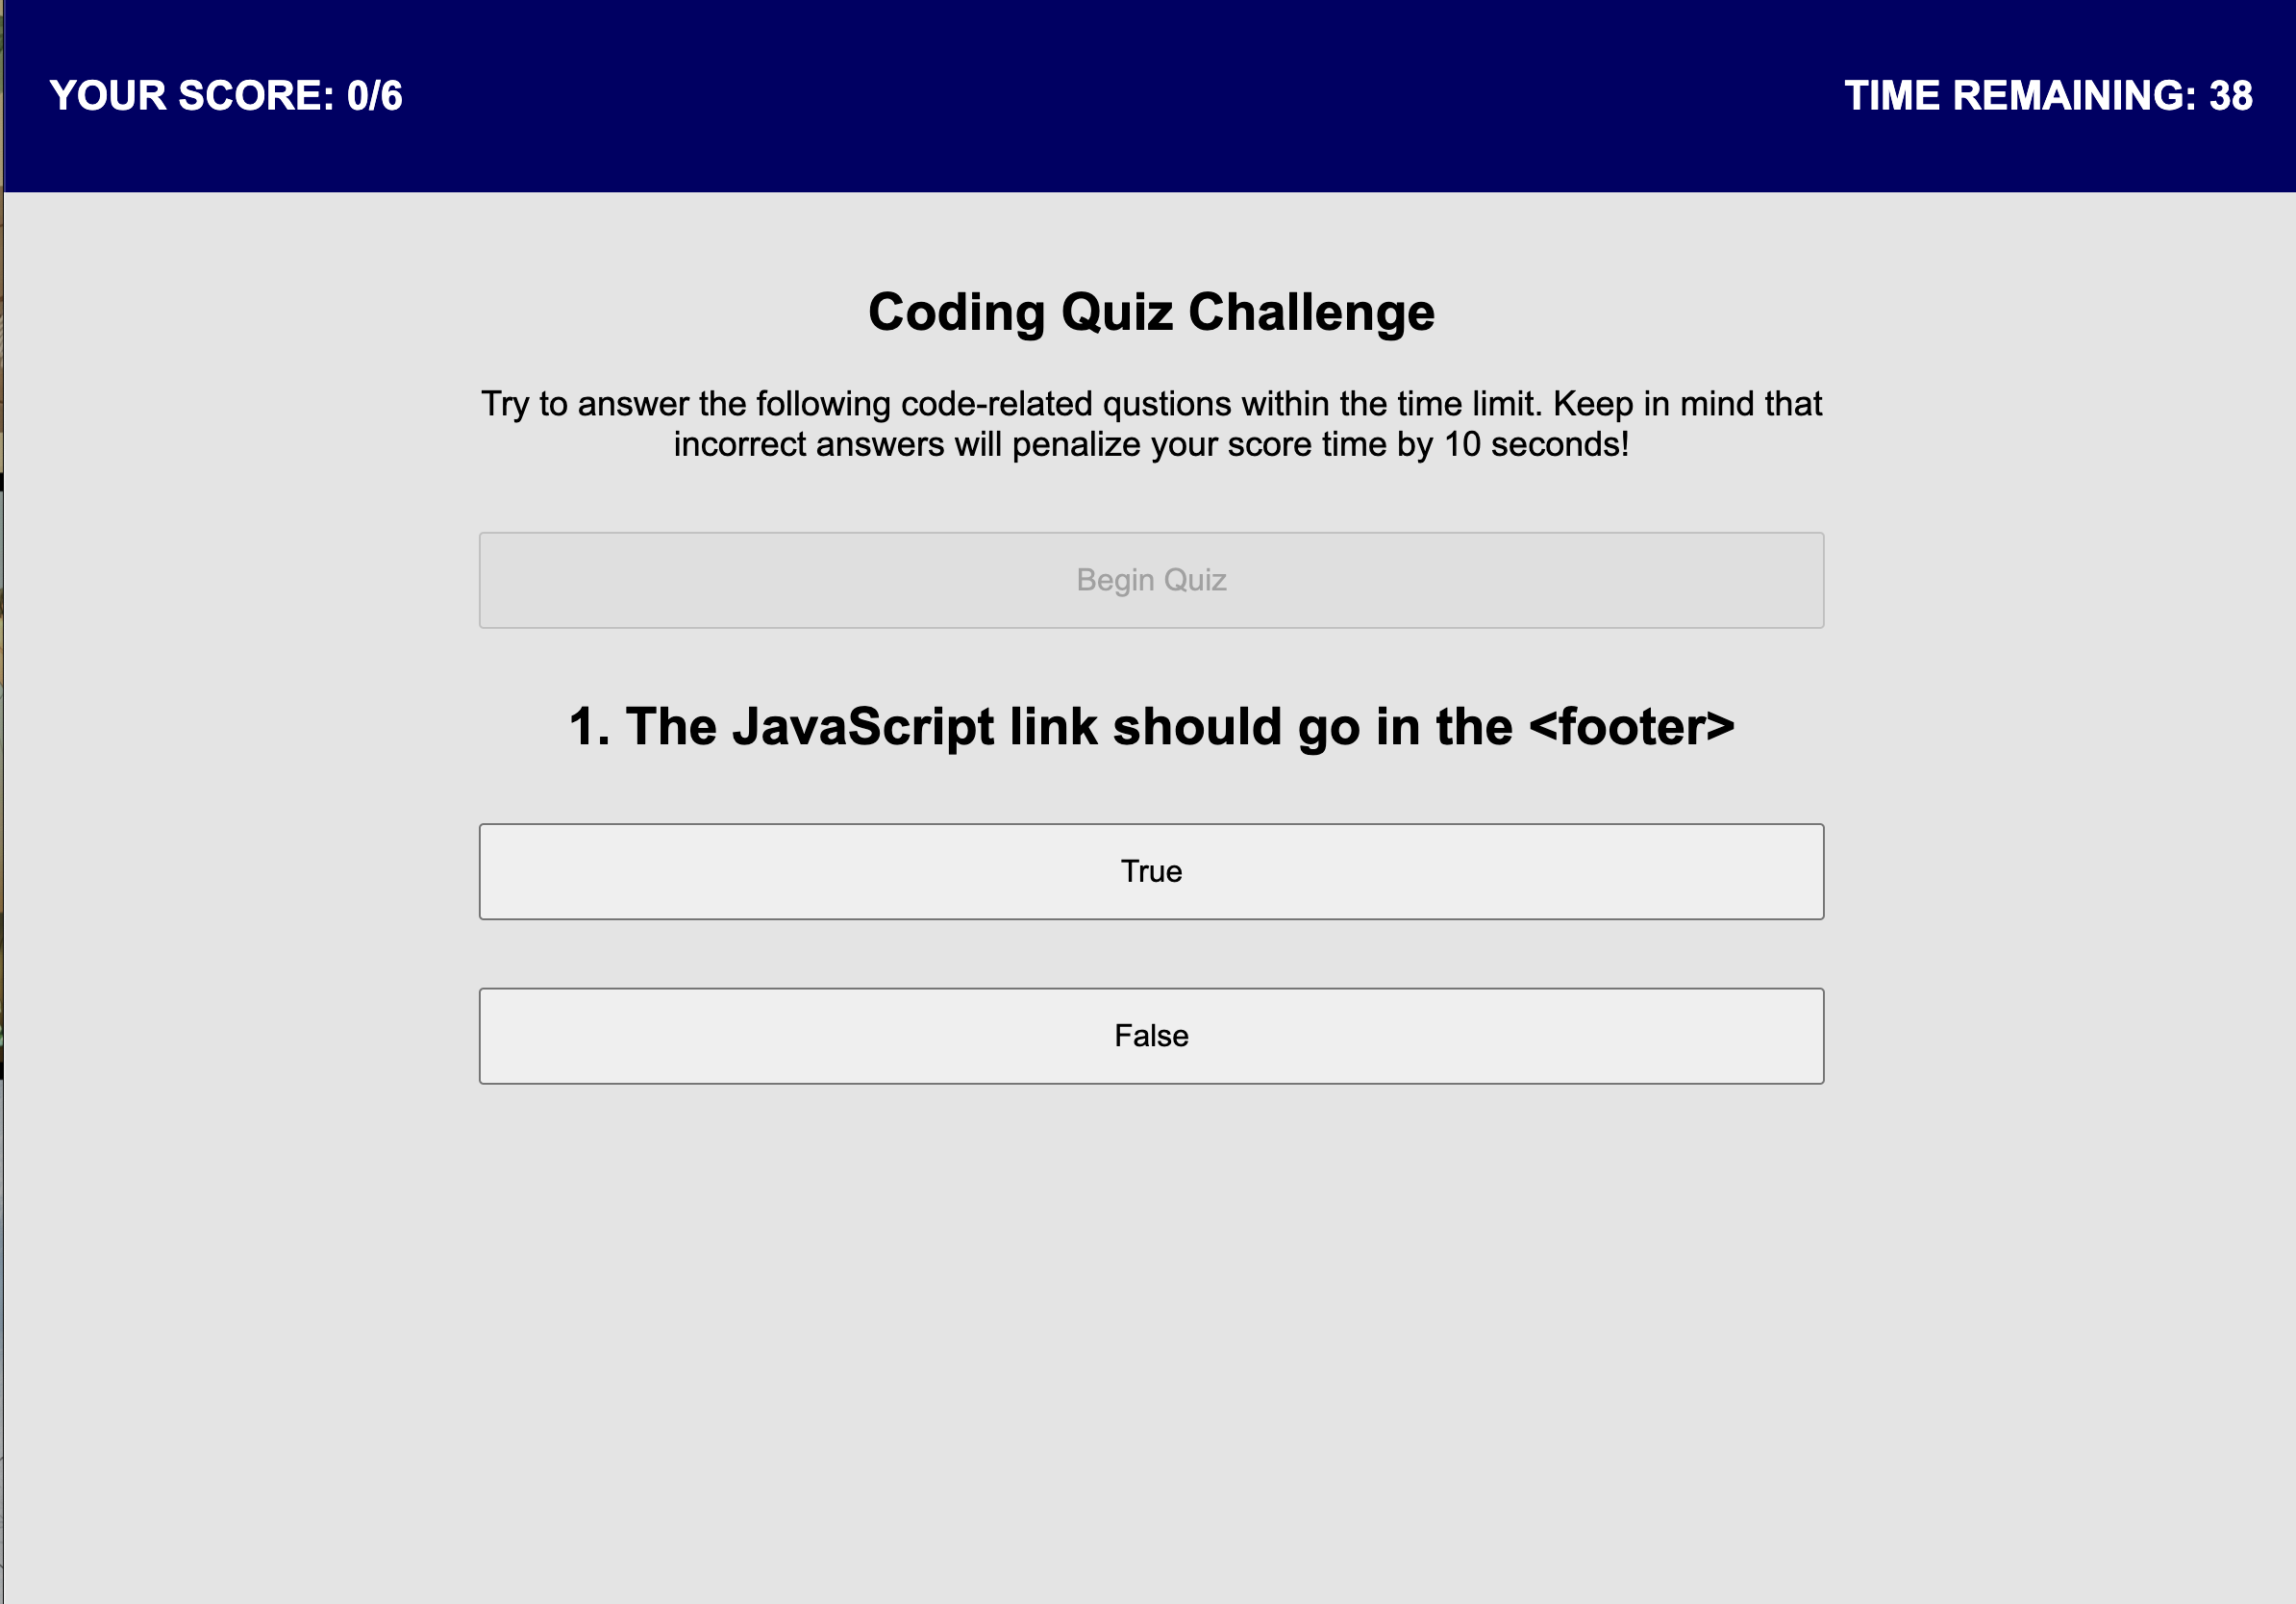 YOUR SCORE: 0/6
TIME REMAINING: 38
Coding Quiz Challenge
Try to answer the following code-related qustions within the time limit. Keep in mind that
incorrect answers will penalize your score time by 10 seconds!
Begin Quiz
1. The JavaScript link should go in the <footer>
True
False